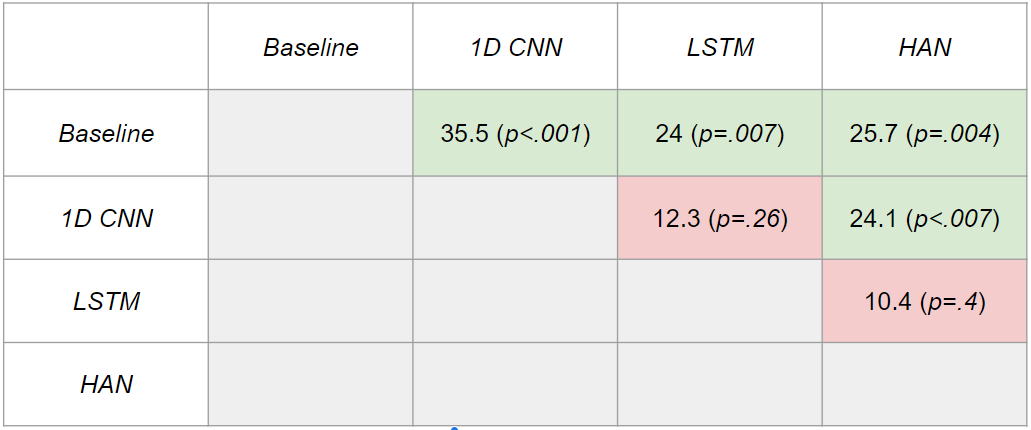 Baseline 1D CNN LSTM HAN
Baseline 35.5 (p<.001) 24 (p=.007) 25.7 (p=.004)
1D CNN 12.3 (p=.26) 24.1 (p<.007)
LSTM 10.4 (p=.4)
HAN